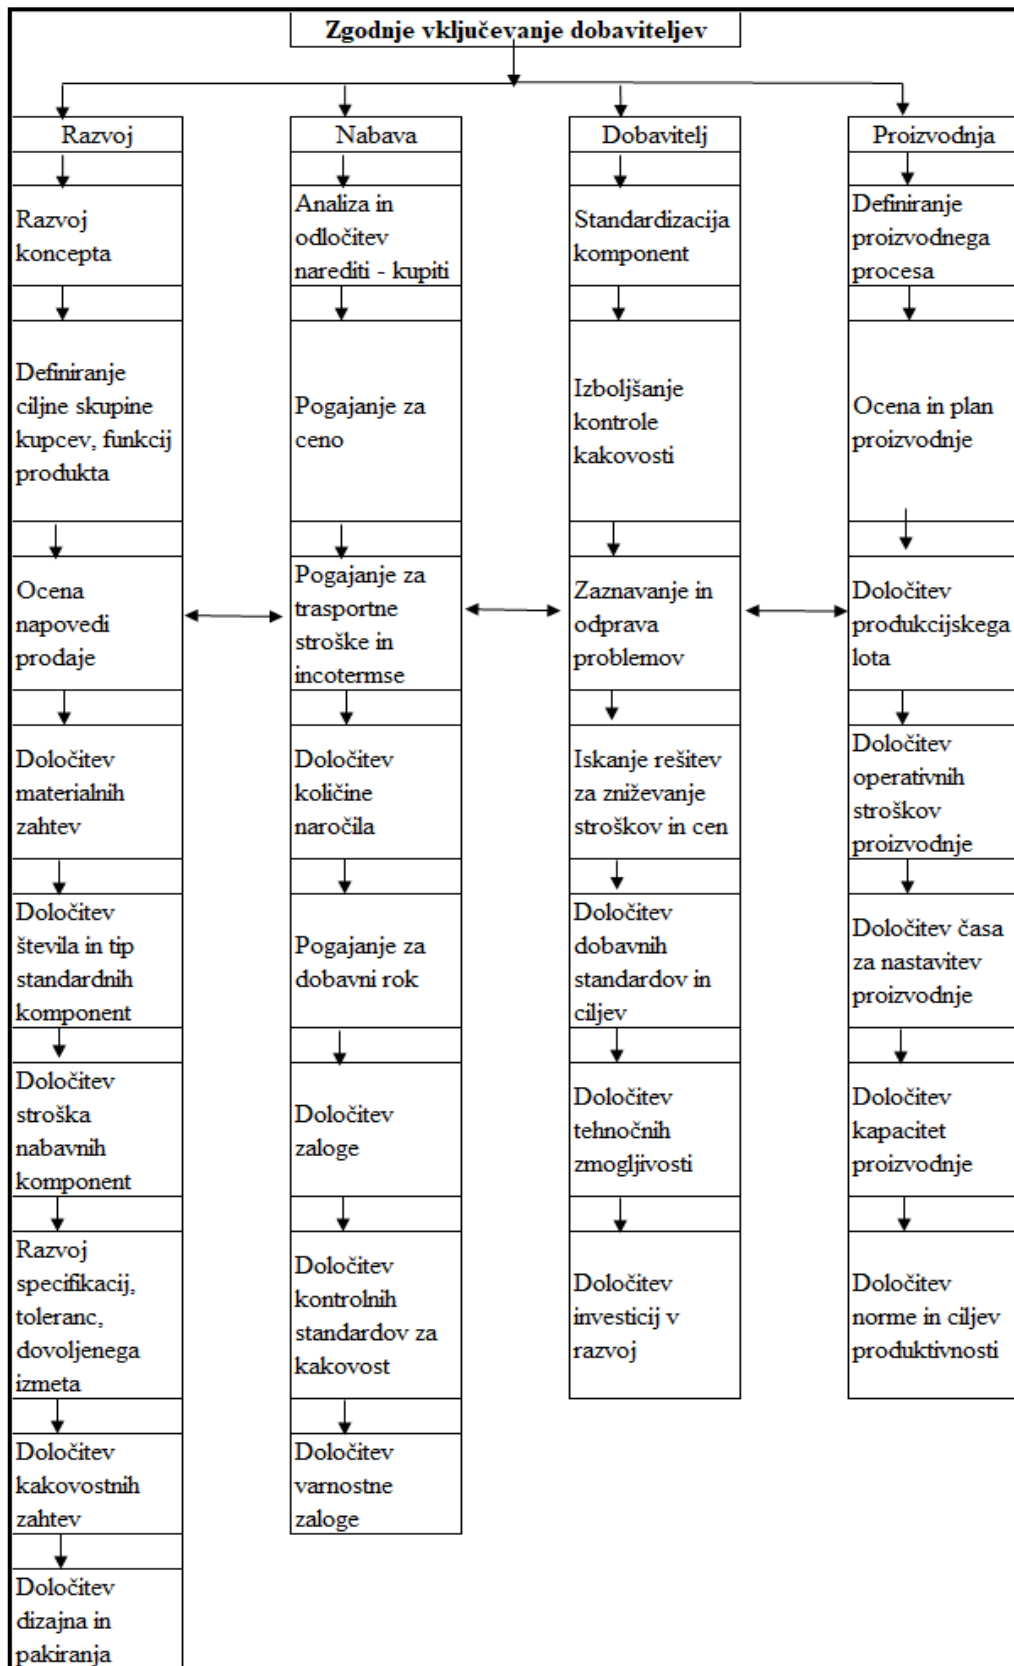 Zgodnje vključevanje dobaviteljev
Razvoj
Razvoj
koncepta
Definiranje
ciljne skupine
kupcev, funkcij
produkta
Ocena
napovedi
prodaje
Določitev
materialnih
zahtev
Določitev
števila in tip
standardnih
komponent
Določitev
stroška
nabavnih
komponent
Razvoj
specifikacij,
toleranc,
dovoljenega
izmeta
Določitev
kakovostnih
zahtev
Določitev
dizajna in
pakiranja
Nabava
Analiza in
odločitev
narediti - kupiti
Pogajanje za
ceno
Pogajanje za
trasportne
stroške in
incotermse
Določitev
količine
naročila
Pogajanje za
dobavni rok
Določitev
zaloge
Določitev
kontrolnih
standardov za
kakovost
Določitev
varnostne
zaloge
Dobavitelj
Standardizacija
komponent
Izboljšanje
kontrole
kakovosti
Zaznavanje in
odprava
problemov
Iskanje rešitev
za zniževanje
stroškov in cen
Določitev
dobavnih
standardov in
ciljev
Določitev
tehnočnih
zmogljivosti
Določitev
investicij v
razvoj
Proizvodnja
Definiranje
proizvodnega
procesa
Ocena in plan
proizvodnje
Določitev
produkcijskega
lota
Določitev
operativnih
stroškov
proizvodnje
Določitev časa
za nastavitev
proizvodnje
Določitev
kapacitet
proizvodnje
Določitev
norme in ciljev
produktivnosti